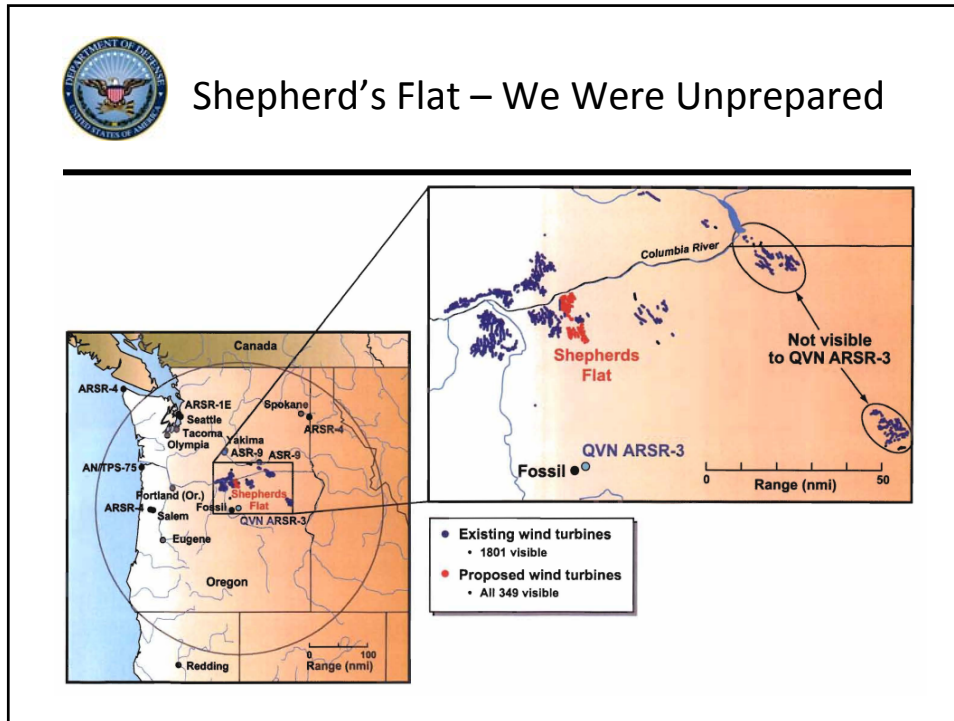 DEPARTMENT OF DEFENSE
UNITED STATES OF AMERICA
Shepherd's Flat – We Were Unprepared
Columbia River
Not visible
to QVN ARSR-3
Shepherds
Flat
QVN ARSR-3
Fossil
0
50
Range (nmi)
Canada
ARSR-4
ARSR-1E
Seattle
Spokane
ARSR-4
Tacoma
Olympia
Yakima
ASR-9
ASR-9
AN/TPS-75
Portland (Or.)
Shepherds
Flat
ARSR-4
Salem
Fossil
QVN ARSR-3
Eugene
Oregon
0
100
Range (nmi)
Redding
• Existing wind turbines
• 1801 visible
• Proposed wind turbines
• All 349 visible